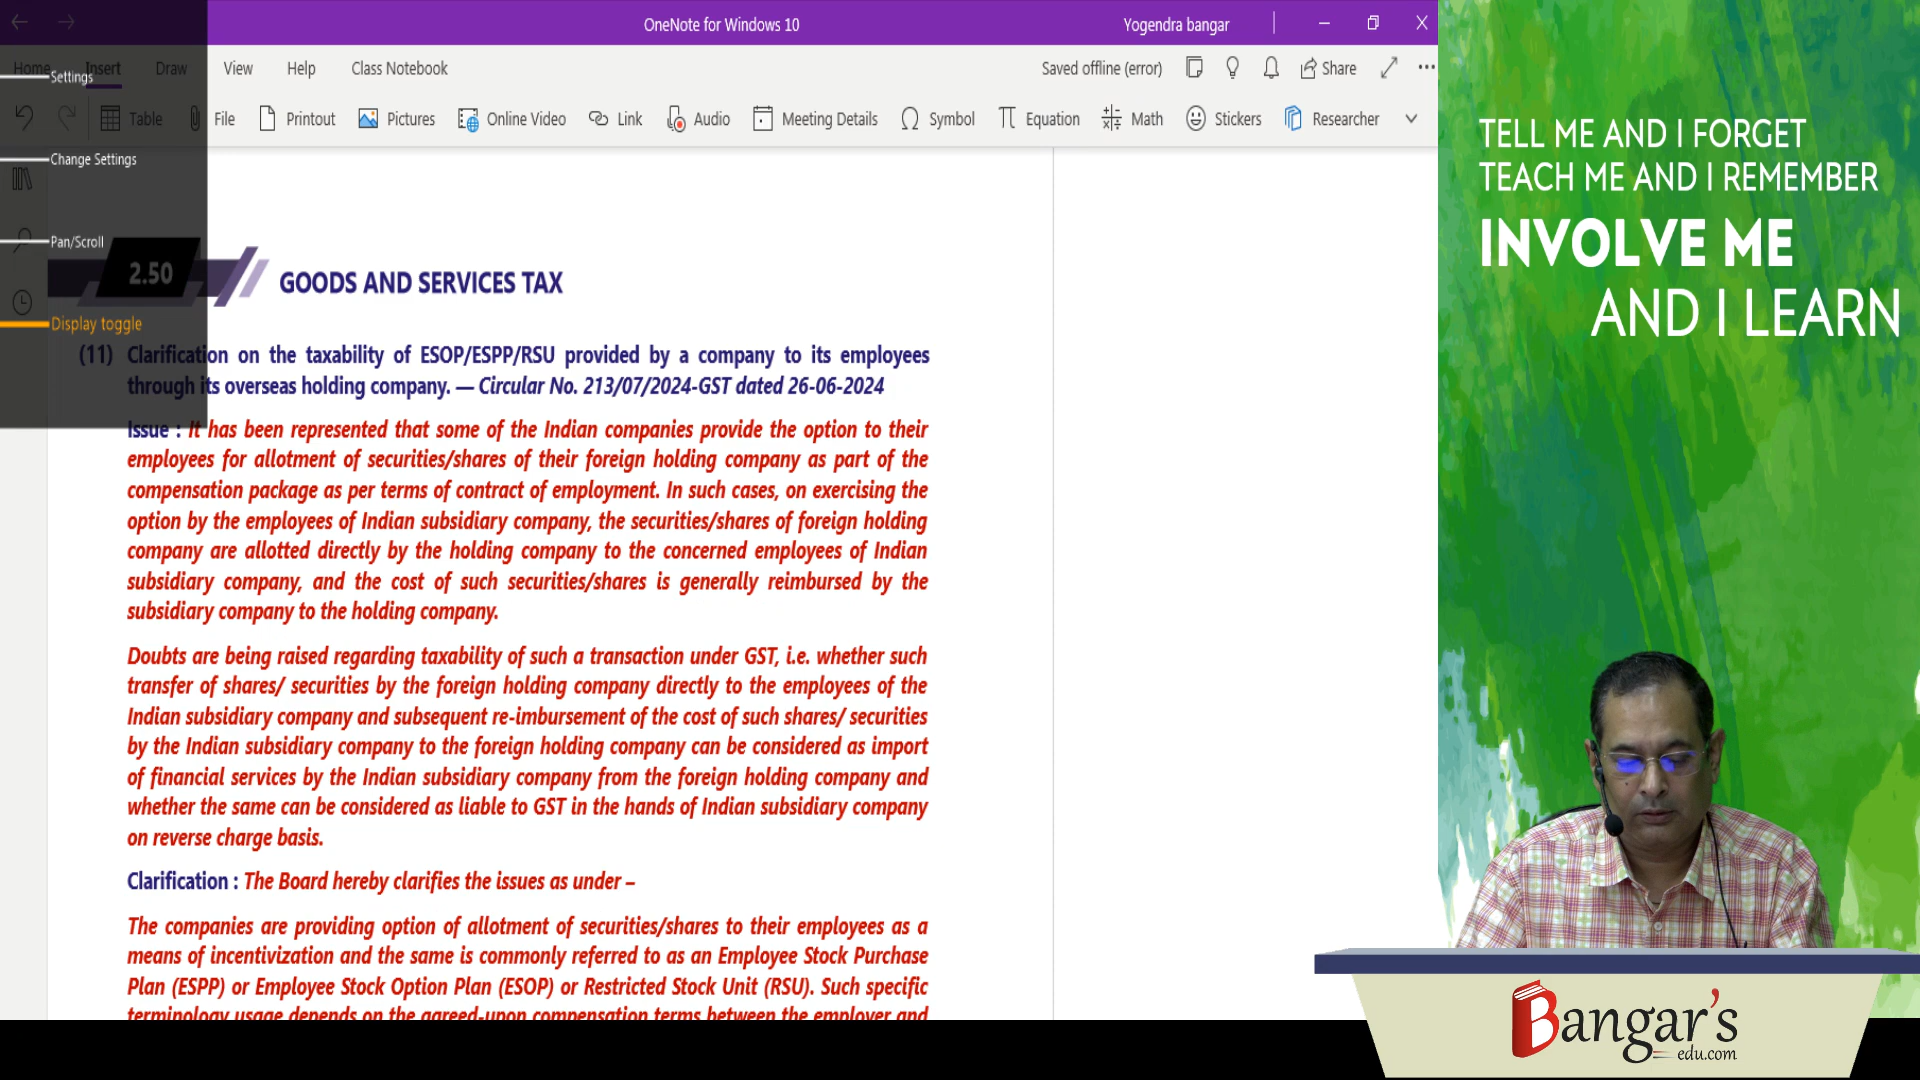 OneNote for Windows 10
Yogendra bangar
Home
Insert
Draw
View
Help
Class Notebook
Saved offline (error)
Share
Settings
Table
File
Printout
Pictures
Online Video
Link
Audio
Meeting Details
Symbol
Equation
Math
Stickers
Researcher
Change Settings
Pan/Scroll
Display toggle
2.50
GOODS AND SERVICES TAX
(11) Clarification on the taxability of ESOP/ESPP/RSU provided by a company to its employees
through its overseas holding company. — Circular No. 213/07/2024-GST dated 26-06-2024
Issue : It has been represented that some of the Indian companies provide the option to their
employees for allotment of securities/shares of their foreign holding company as part of the
compensation package as per terms of contract of employment. In such cases, on exercising the
option by the employees of Indian subsidiary company, the securities/shares of foreign holding
company are allotted directly by the holding company to the concerned employees of Indian
subsidiary company, and the cost of such securities/shares is generally reimbursed by the
subsidiary company to the holding company.
Doubts are being raised regarding taxability of such a transaction under GST, i.e. whether such
transfer of shares/ securities by the foreign holding company directly to the employees of the
Indian subsidiary company and subsequent re-imbursement of the cost of such shares/ securities
by the Indian subsidiary company to the foreign holding company can be considered as import
of financial services by the Indian subsidiary company from the foreign holding company and
whether the same can be considered as liable to GST in the hands of Indian subsidiary company
on reverse charge basis.
Clarification : The Board hereby clarifies the issues as under –
The companies are providing option of allotment of securities/shares to their employees as a
means of incentivization and the same is commonly referred to as an Employee Stock Purchase
Plan (ESPP) or Employee Stock Option Plan (ESOP) or Restricted Stock Unit (RSU). Such specific
terminology usage depends on the agreed-upon compensation terms between the employer and
TELL ME AND I FORGET
TEACH ME AND I REMEMBER
INVOLVE ME
AND I LEARN
Bangar's
edu.com